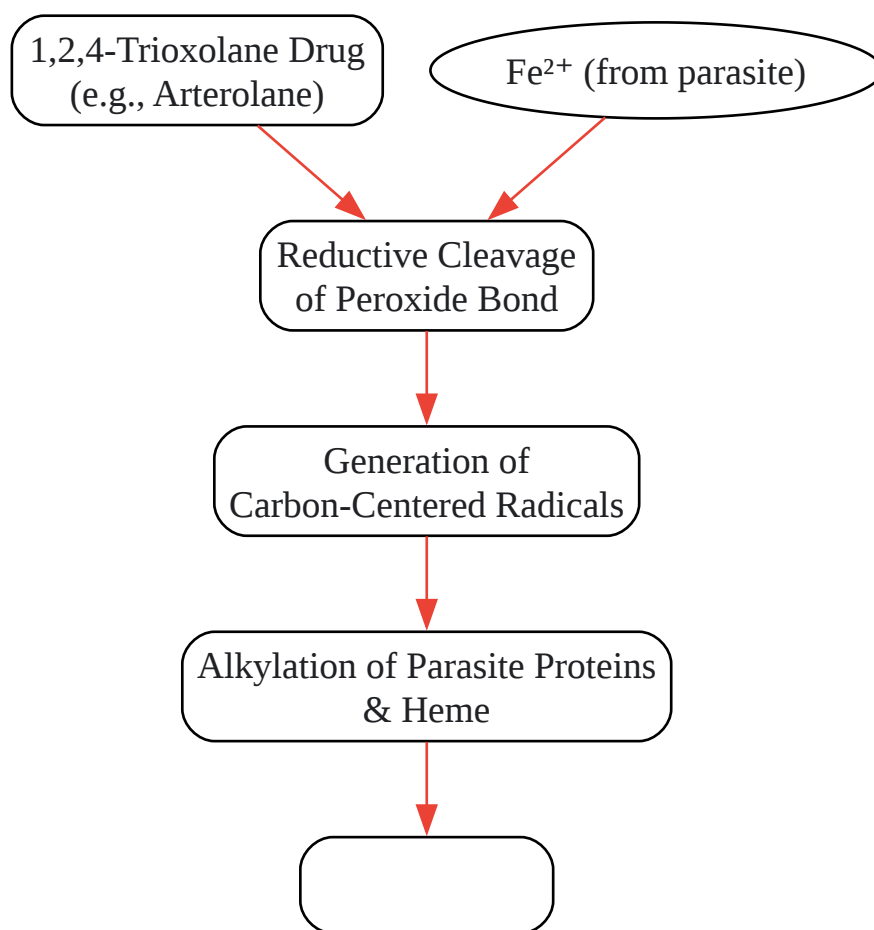 1,2,4-Trioxolane Drug
(e.g., Arterolane)
Fe²⁺ (from parasite)
Reductive Cleavage
of Peroxide Bond
Generation of
Carbon-Centered Radicals
Alkylation of Parasite Proteins
& Heme